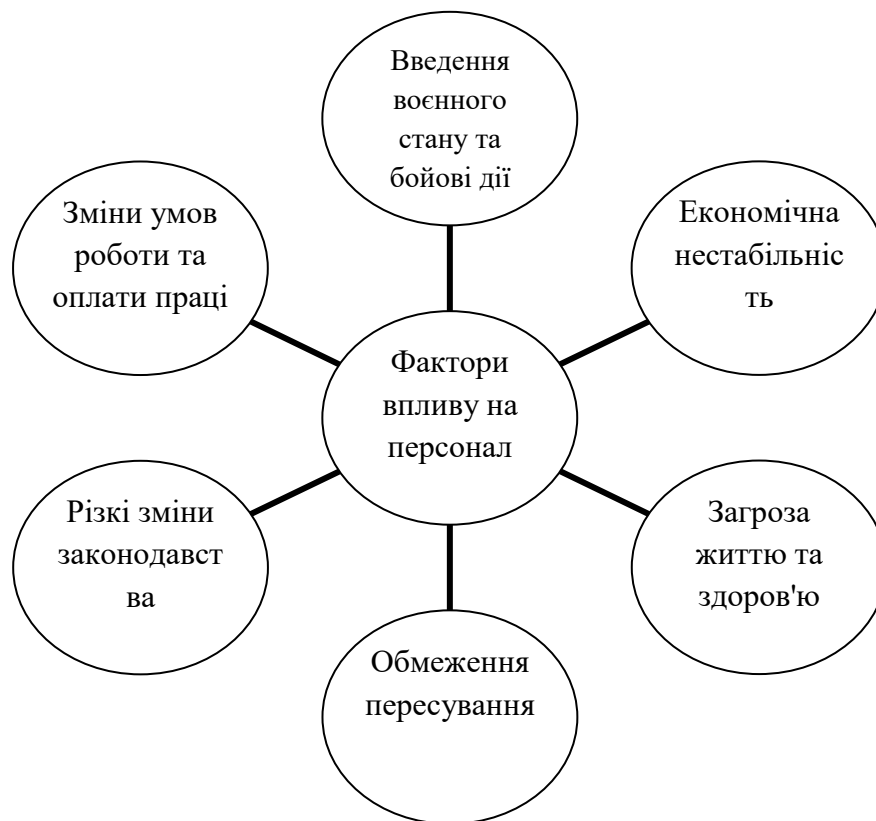 Введення
воєнного
стану та
бойові дії
Зміни умов
роботи та
оплати праці
Економічна
нестабільніс
ть
Фактори
впливу на
персонал
Різкі зміни
законодавст
ва
Загроза
життю та
здоров'ю
Обмеження
пересування